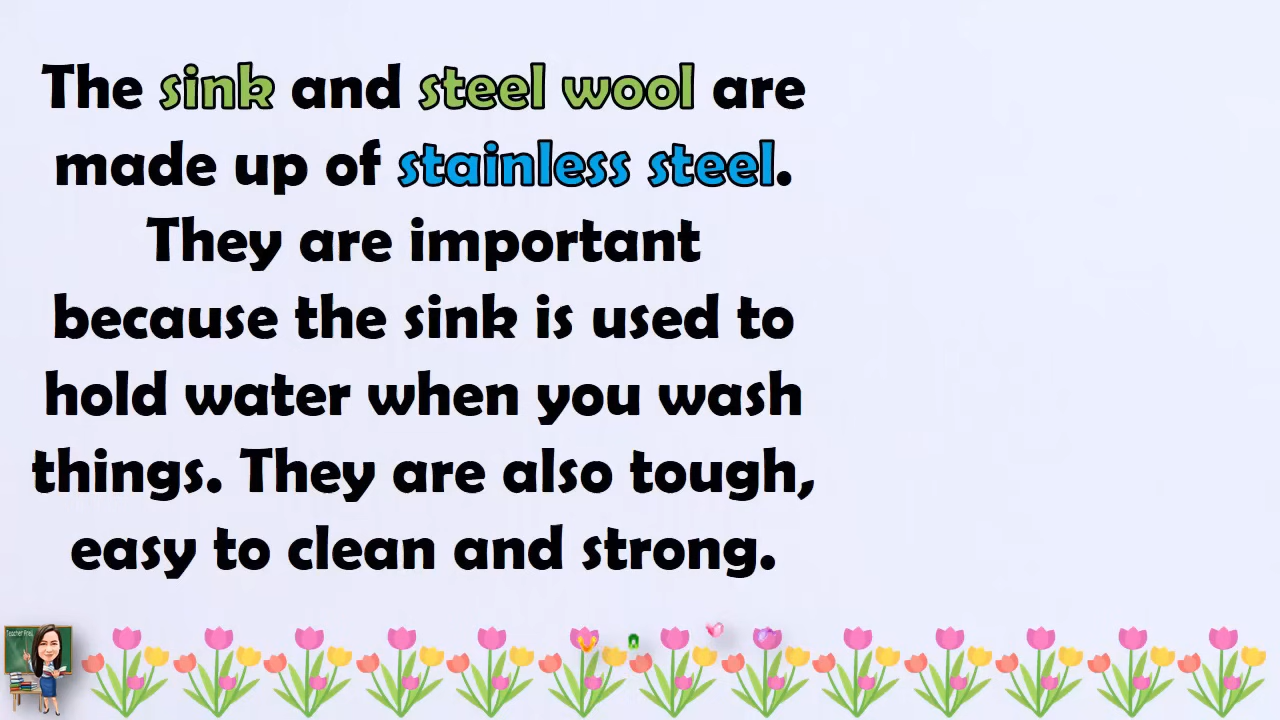 The sink and steel wool are
made up of stainless steel.
They are important
because the sink is used to
hold water when you wash
things. They are also tough,
easy to clean and strong.